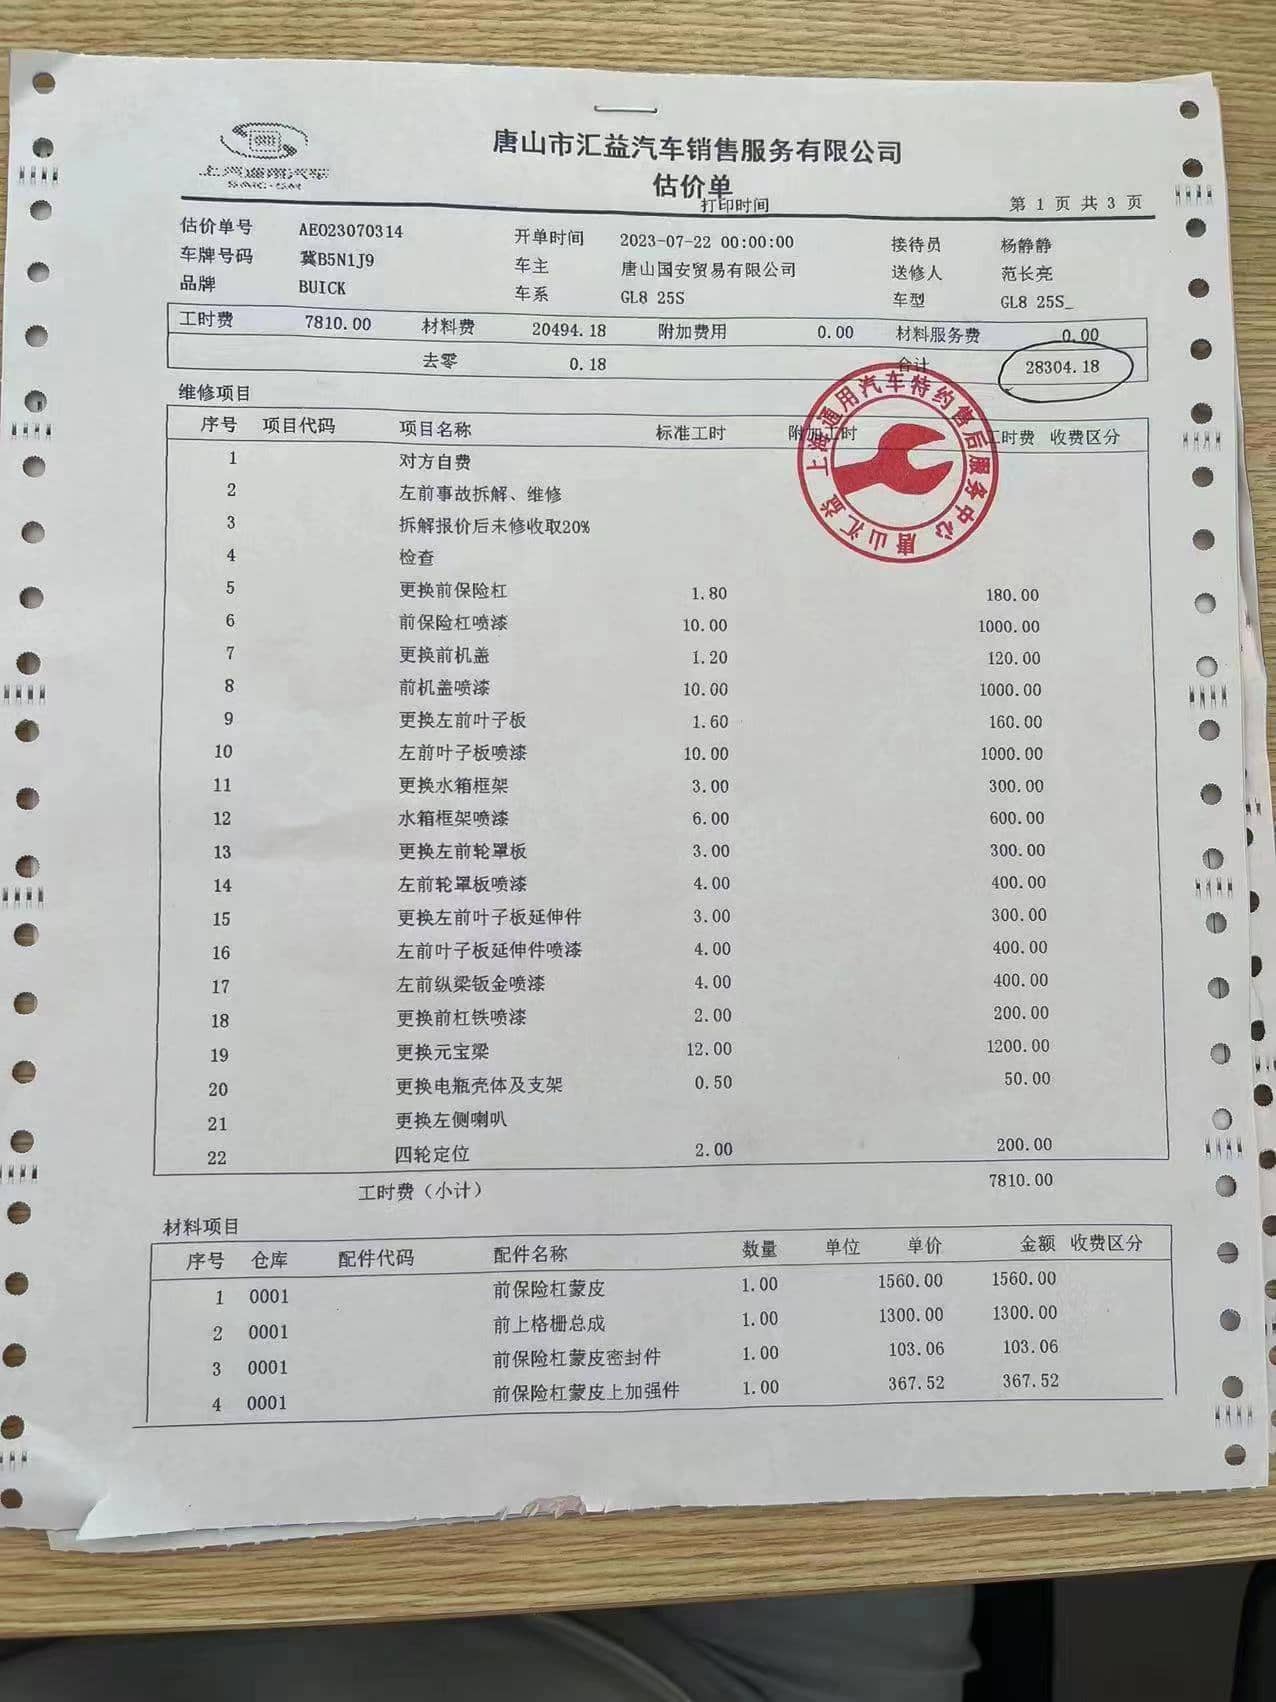 上汽通用汽车
SAIC-GM
唐山市汇益汽车销售服务有限公司
估价单
打印时间
第 1 页 共 3 页
估价单号 AE023070314 开单时间 2023-07-22 00:00:00 接待员 杨静静
车牌号码 冀B5N1J9 车主 唐山国安贸易有限公司 送修人 范长亮
品牌 BUICK 车系 GL8 25S 车型 GL8 25S_
工时费 7810.00 材料费 20494.18 附加费用 0.00 材料服务费 0.00
去零 0.18 合计 28304.18
维修项目
序号 项目代码 项目名称 标准工时 附加工时 工时费 收费区分
1 对方自费
2 左前事故拆解、维修
3 拆解报价后未修收取20%
4 检查
5 更换前保险杠 1.80 180.00
6 前保险杠喷漆 10.00 1000.00
7 更换前机盖 1.20 120.00
8 前机盖喷漆 10.00 1000.00
9 更换左前叶子板 1.60 160.00
10 左前叶子板喷漆 10.00 1000.00
11 更换水箱框架 3.00 300.00
12 水箱框架喷漆 6.00 600.00
13 更换左前轮罩板 3.00 300.00
14 左前轮罩板喷漆 4.00 400.00
15 更换左前叶子板延伸件 3.00 300.00
16 左前叶子板延伸件喷漆 4.00 400.00
17 左前纵梁钣金喷漆 4.00 400.00
18 更换前杠铁喷漆 2.00 200.00
19 更换元宝梁 12.00 1200.00
20 更换电瓶壳体及支架 0.50 50.00
21 更换左侧喇叭
22 四轮定位 2.00 200.00
工时费（小计） 7810.00
上海通用汽车特约售后服务中心
唐山汇益
材料项目
序号 仓库 配件代码 配件名称 数量 单位 单价 金额 收费区分
1 0001 前保险杠蒙皮 1.00 1560.00 1560.00
2 0001 前上格栅总成 1.00 1300.00 1300.00
3 0001 前保险杠蒙皮密封件 1.00 103.06 103.06
4 0001 前保险杠蒙皮上加强件 1.00 367.52 367.52